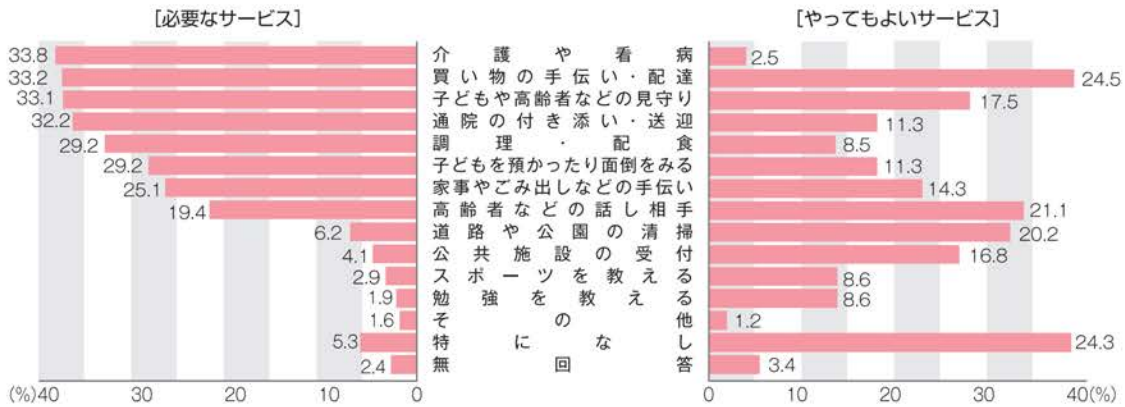 [必要なサービス] [やってもよいサービス]
33.8 介護や看病 2.5
33.2 買い物の手伝い・配達 24.5
33.1 子どもや高齢者などの見守り 17.5
32.2 通院の付き添い・送迎 11.3
29.2 調理・配食 8.5
29.2 子どもを預かったり面倒をみる 11.3
25.1 家事やごみ出しなどの手伝い 14.3
19.4 高齢者などの話し相手 21.1
6.2 道路や公園の清掃 20.2
4.1 公共施設の受付 16.8
2.9 スポーツを教える 8.6
1.9 勉強を教える 8.6
1.6 その他 1.2
5.3 特になし 24.3
2.4 無回答 3.4
(%)40 30 20 10 0 0 10 20 30 40(%)